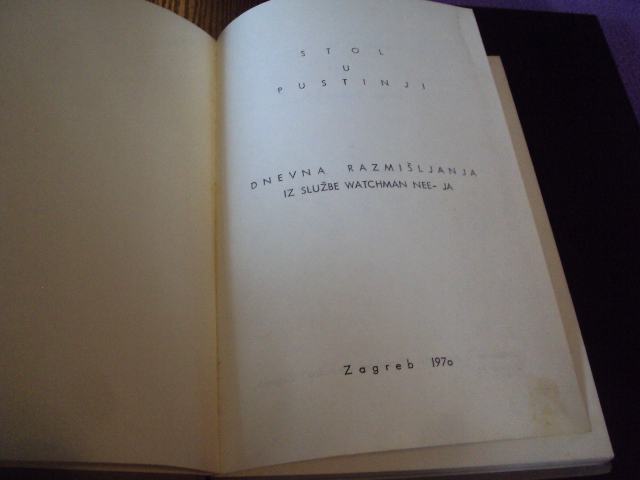 STOL
U
PUSTINJI
DNEVNA RAZMIŠLJANJA
IZ SLUŽBE WATCHMAN NEE-JA
Zagreb 1970